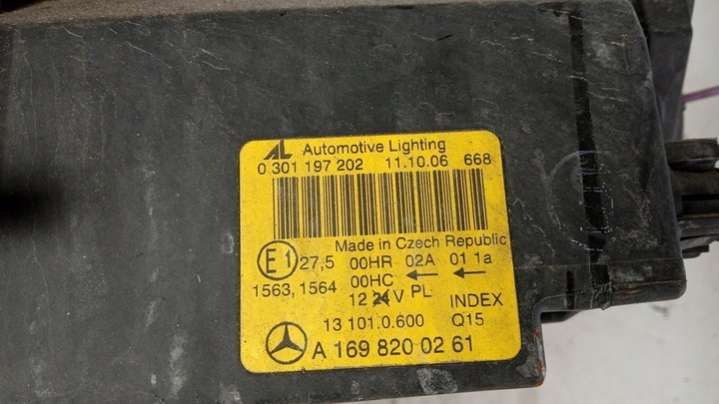 AL Automotive Lighting
0 301 197 202 11.10.06 668
Made in Czech Republic
E1 27,5 00HR 02A 01 1a
1563, 1564 00HC ← ←
12 24 V PL INDEX
13 101.0.600 Q15
A 169 820 02 61